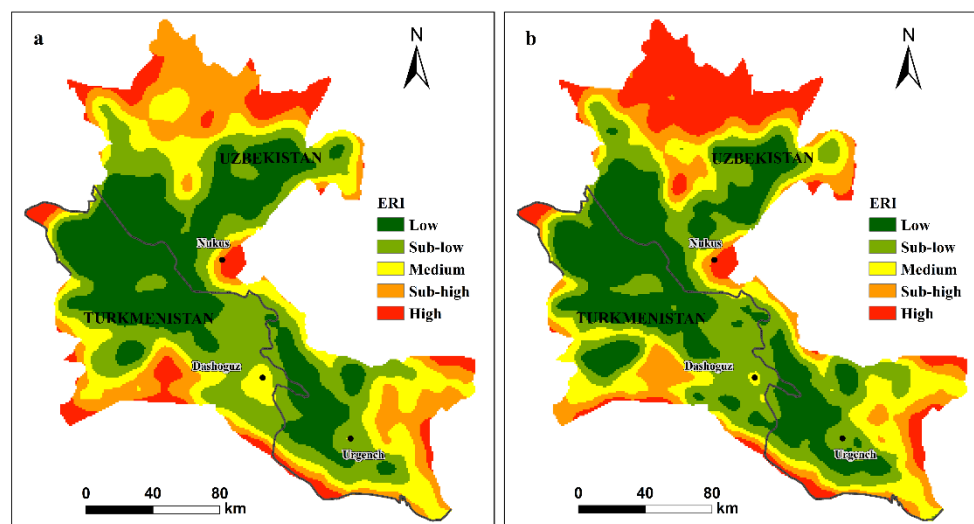 a
N
UZBEKISTAN
ERI
Low
Nukus
Sub-low
Medium
Sub-high
TURKMENISTAN
High
Dashoguz
Urgench
0 40 80
km
b
N
UZBEKISTAN
ERI
Low
Nukus
Sub-low
Medium
Sub-high
TURKMENISTAN
High
Dashoguz
Urgench
0 40 80
km